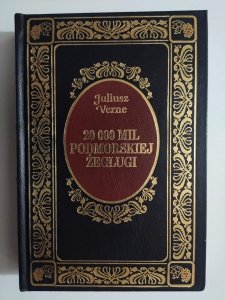 Juliusz
Verne
20 000 MIL
PODMORSKIEJ
ŻEGLUGI